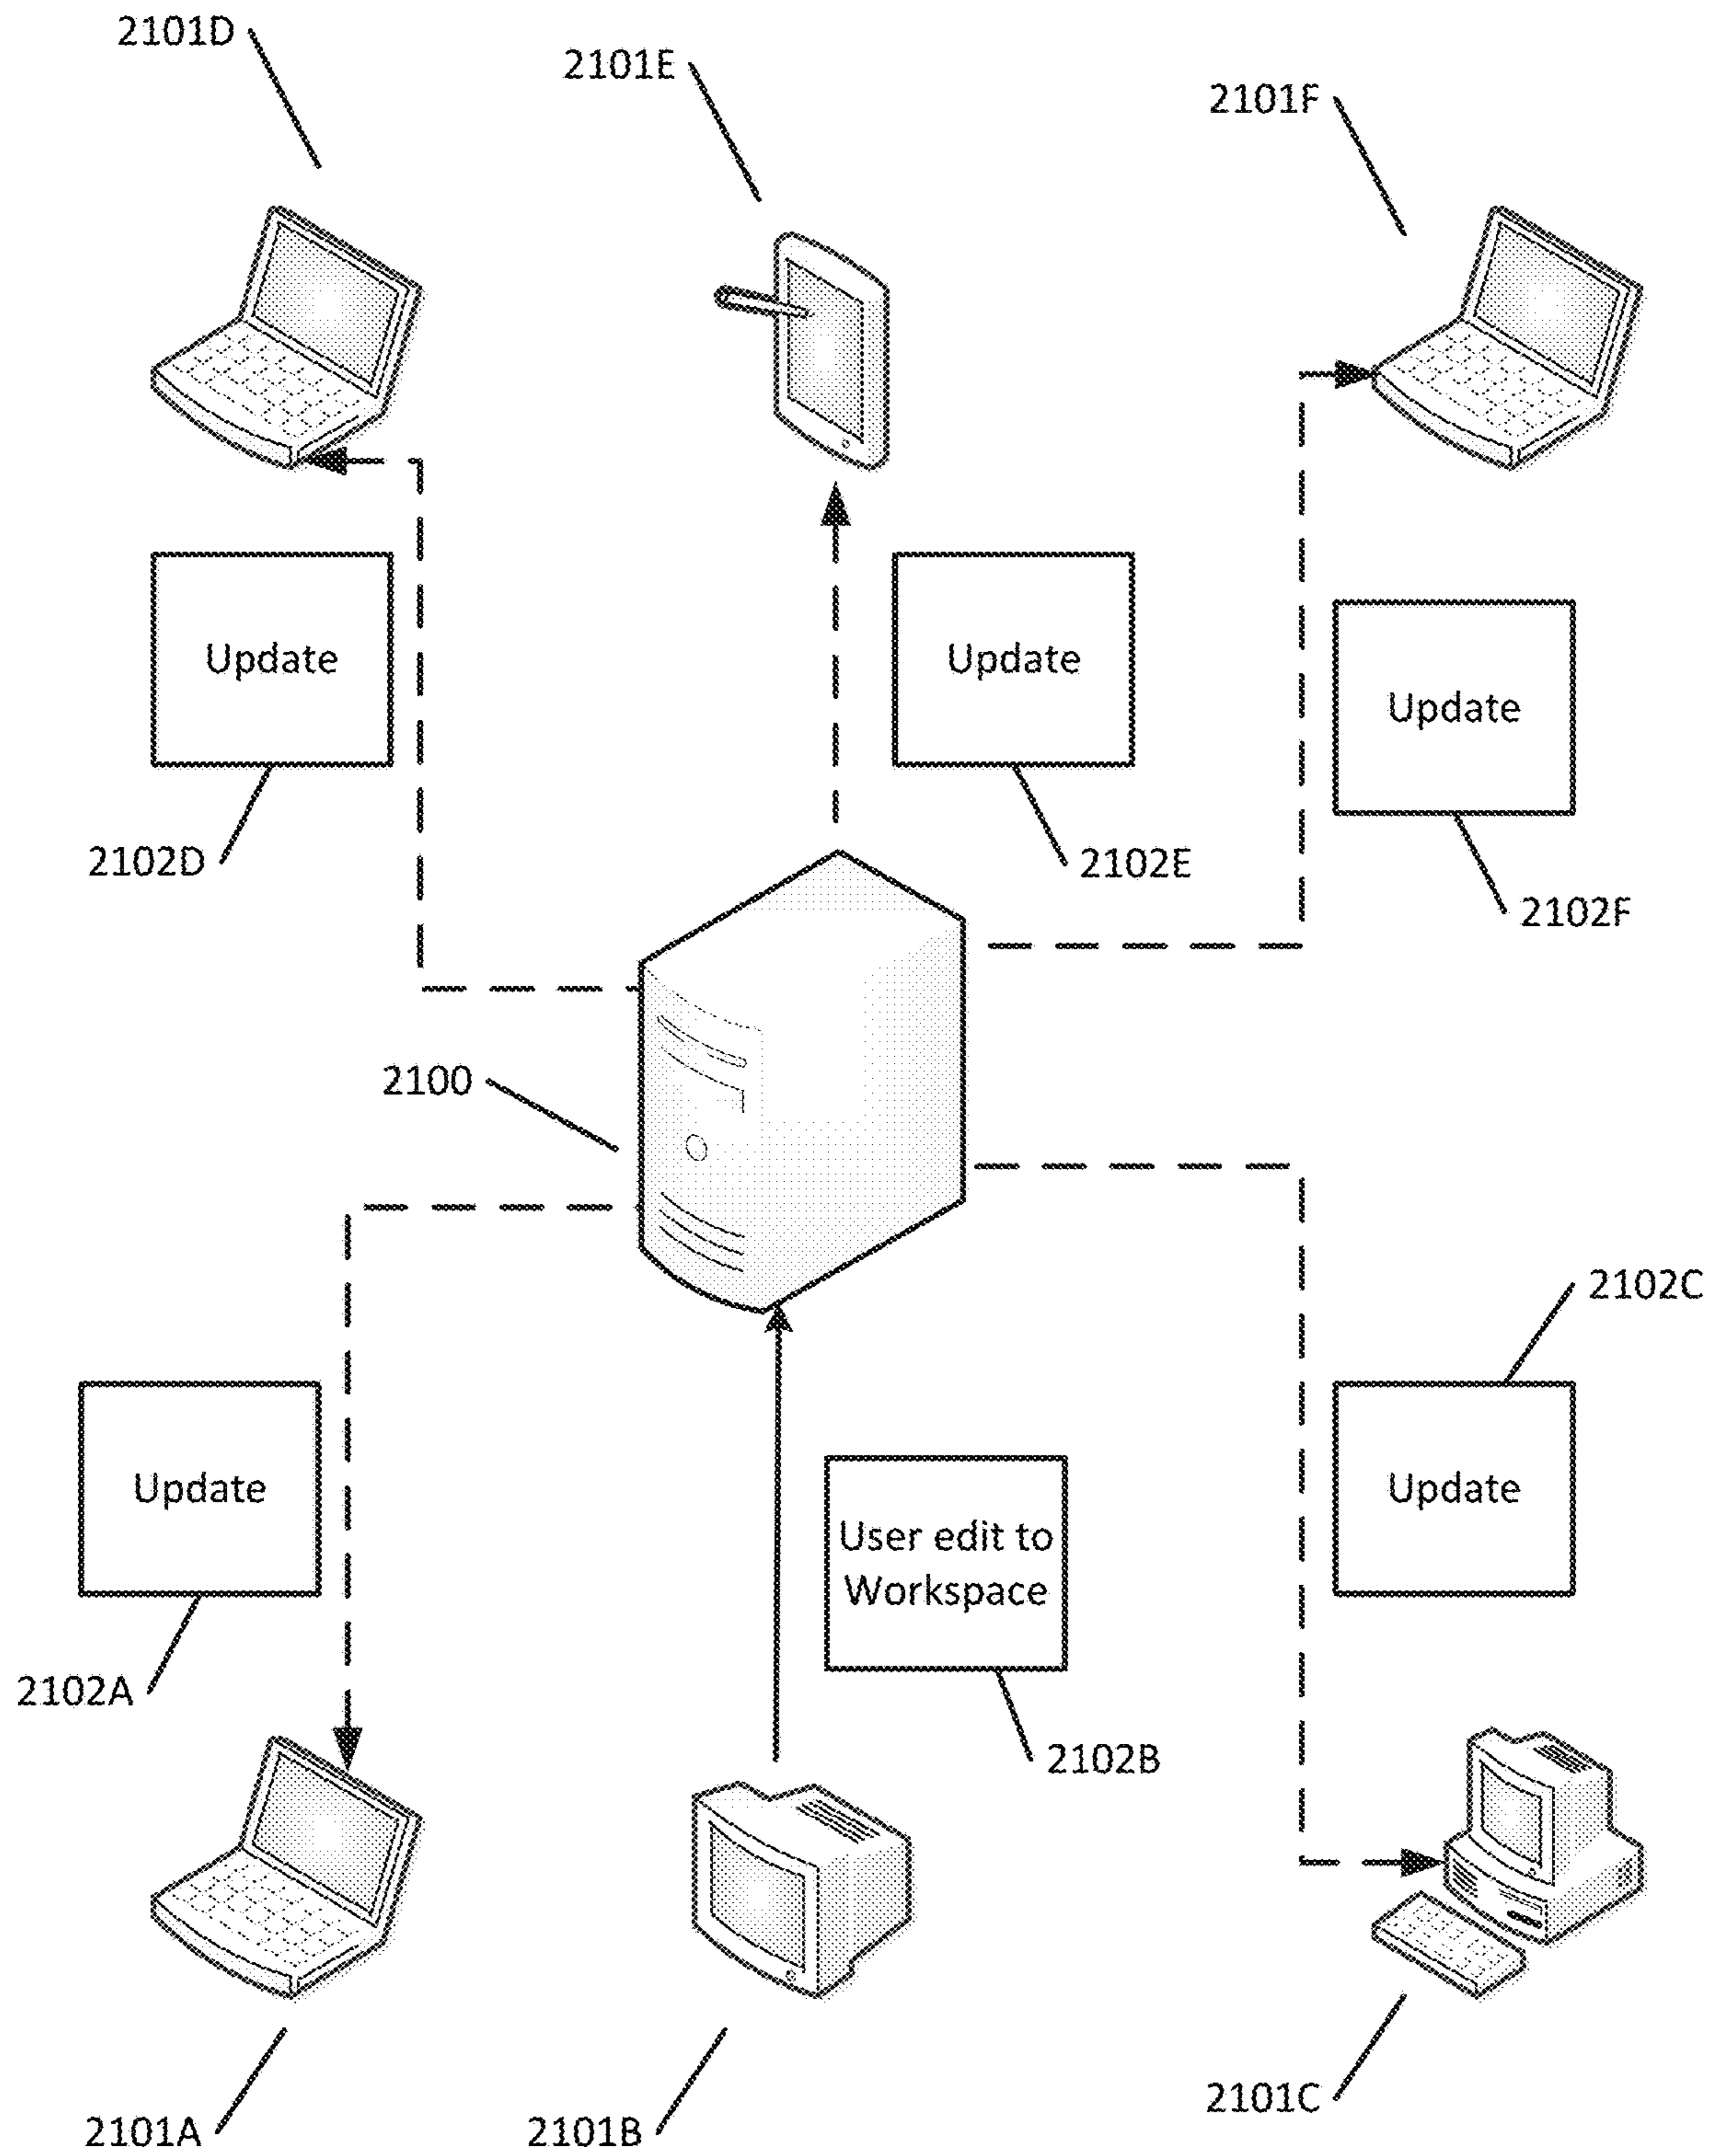 2101D
2101E
2101F
Update
Update
Update
2102D
2102E
2102F
2100
2102C
Update
Update
User edit to
Workspace
2102A
2102B
2101A
2101B
2101C